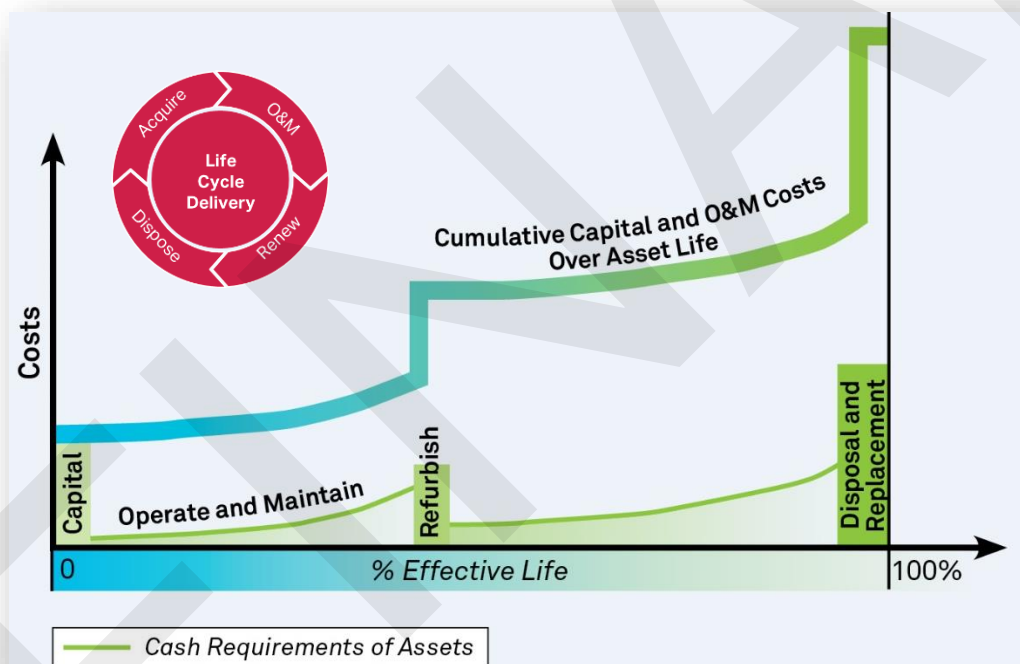 Acquire
O&M
Life
Cycle
Delivery
Dispose
Renew
Cumulative Capital and O&M Costs
Over Asset Life
Costs
Capital
Operate and Maintain
Refurbish
Disposal and
Replacement
0
% Effective Life
100%
Cash Requirements of Assets